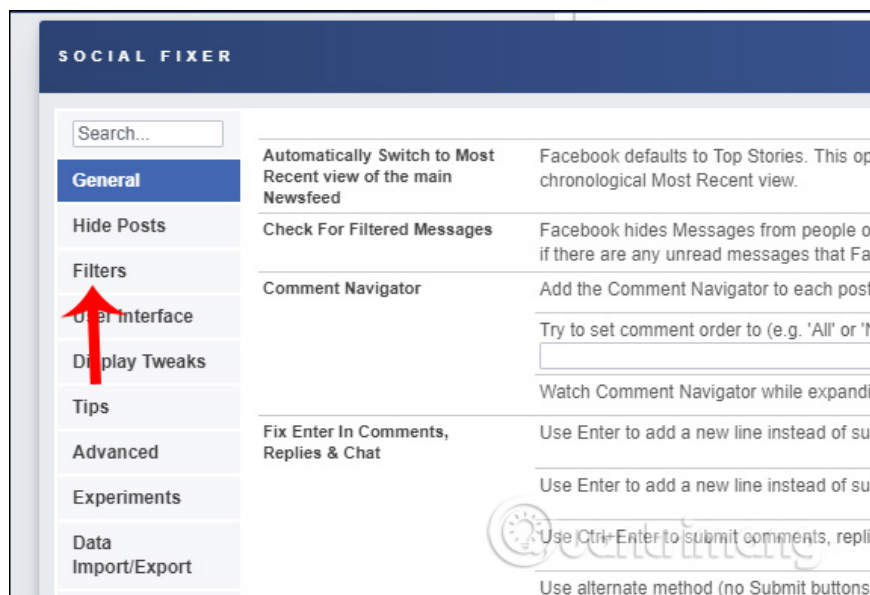 SOCIAL FIXER
Search...
General
Hide Posts
Filters
User Interface
Display Tweaks
Tips
Advanced
Experiments
Data
Import/Export
Automatically Switch to Most
Recent view of the main
Newsfeed
Facebook defaults to Top Stories. This op
chronological Most Recent view.
Check For Filtered Messages
Facebook hides Messages from people o
if there are any unread messages that Fa
Comment Navigator
Add the Comment Navigator to each post
Try to set comment order to (e.g. 'All' or 'N
Watch Comment Navigator while expandi
Fix Enter In Comments,
Replies & Chat
Use Enter to add a new line instead of su
Use Enter to add a new line instead of su
Use Ctrl+Enter to submit comments, repli
Use alternate method (no Submit buttons
Quantrimang